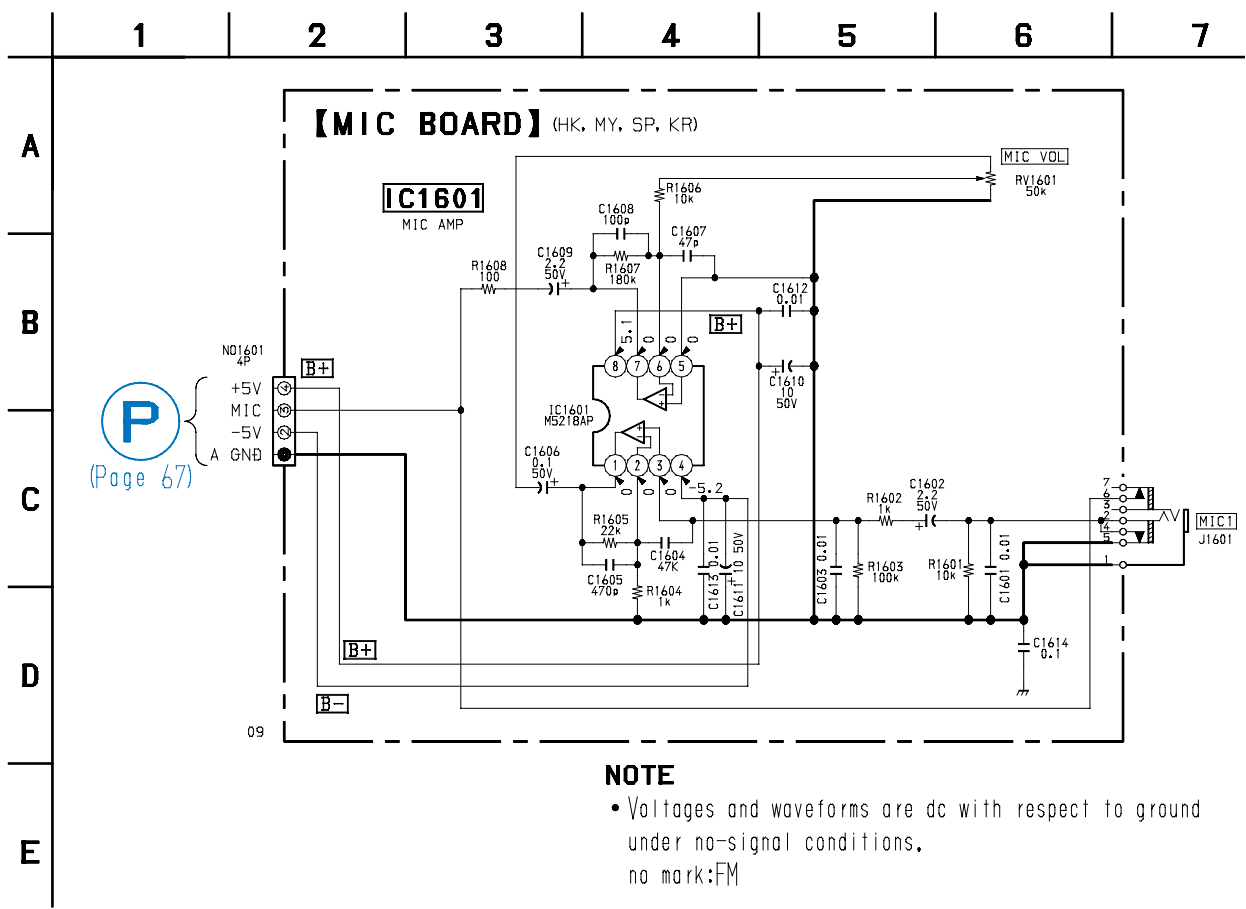 1 2 3 4 5 6 7
A
B
C
D
E
【MIC BOARD】 (HK, MY, SP, KR)
IC1601
MIC AMP
MIC VOL
RV1601
50k
R1606
10k
C1608
100p
C1607
47p
R1607
180k
C1609
2.2
50V
+
R1608
100
C1612
0.01
B+
5.1
0
0
0
8 7 6 5
+
C1610
10
50V
IC1601
M5218AP
1 2 3 4
0
0
0
-5.2
NO1601
4P
B+
+5V 4
MIC 3
-5V 2
A GND
P
(Page 67)
C1606
0.1
50V
+
R1605
22k
C1604
47K
C1605
470p
R1604
1k
C1613 0.01
C1611 10 50V
+
C1603 0.01
R1603
100k
R1602
1k
C1602
2.2
50V
+
R1601
10k
C1601 0.01
7
6
3
2
4
5
1
MIC1
J1601
C1614
0.1
B+
B-
09
NOTE
• Voltages and waveforms are dc with respect to ground
under no-signal conditions.
no mark:FM